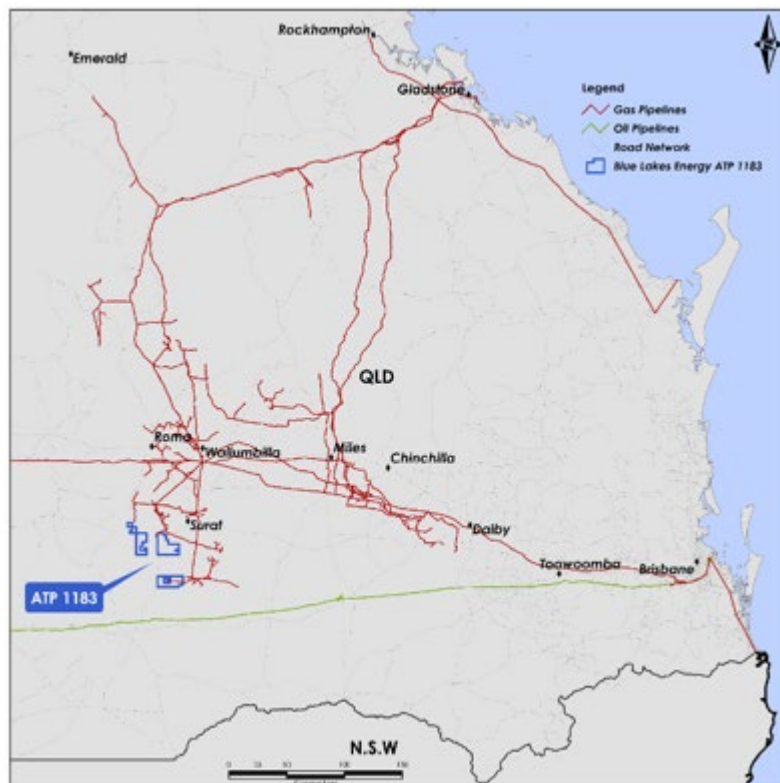 Rockhampton
Emerald
Gladstone
Legend
Gas Pipelines
Oil Pipelines
Road Network
Blue Lakes Energy ATP 1183
QLD
Roma
Wallumbilla
Miles
Chinchilla
Surat
Dalby
ATP 1183
Toowoomba
Brisbane
N.S.W